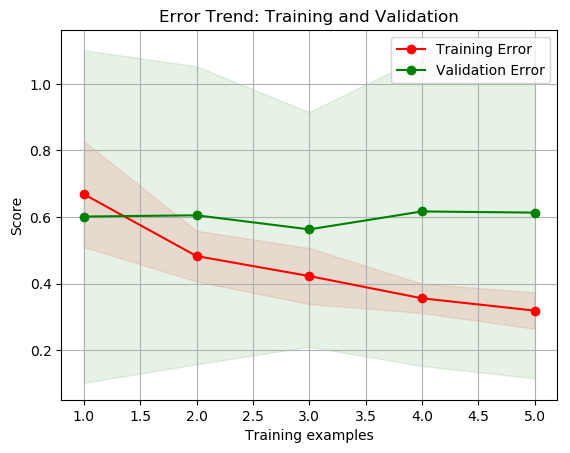 Error Trend: Training and Validation
Training Error
Validation Error
1.0
0.8
0.6
0.4
0.2
Score
1.0 1.5 2.0 2.5 3.0 3.5 4.0 4.5 5.0
Training examples